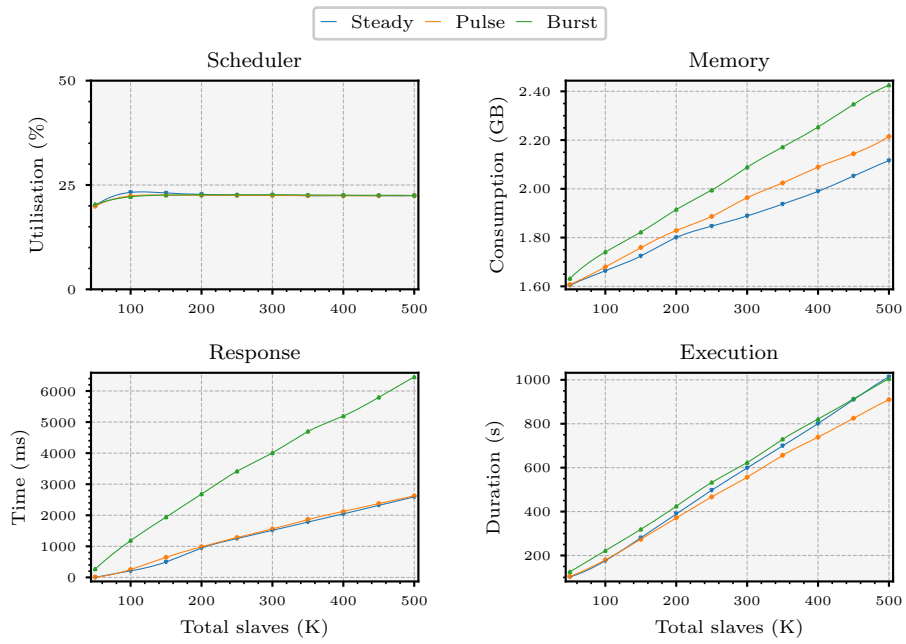 Steady Pulse Burst
Scheduler
50
25
0
Utilisation (%)
100 200 300 400 500
Memory
2.40
2.20
2.00
1.80
1.60
Consumption (GB)
100 200 300 400 500
Response
6000
5000
4000
3000
2000
1000
0
Time (ms)
100 200 300 400 500
Total slaves (K)
Execution
1000
800
600
400
200
Duration (s)
100 200 300 400 500
Total slaves (K)